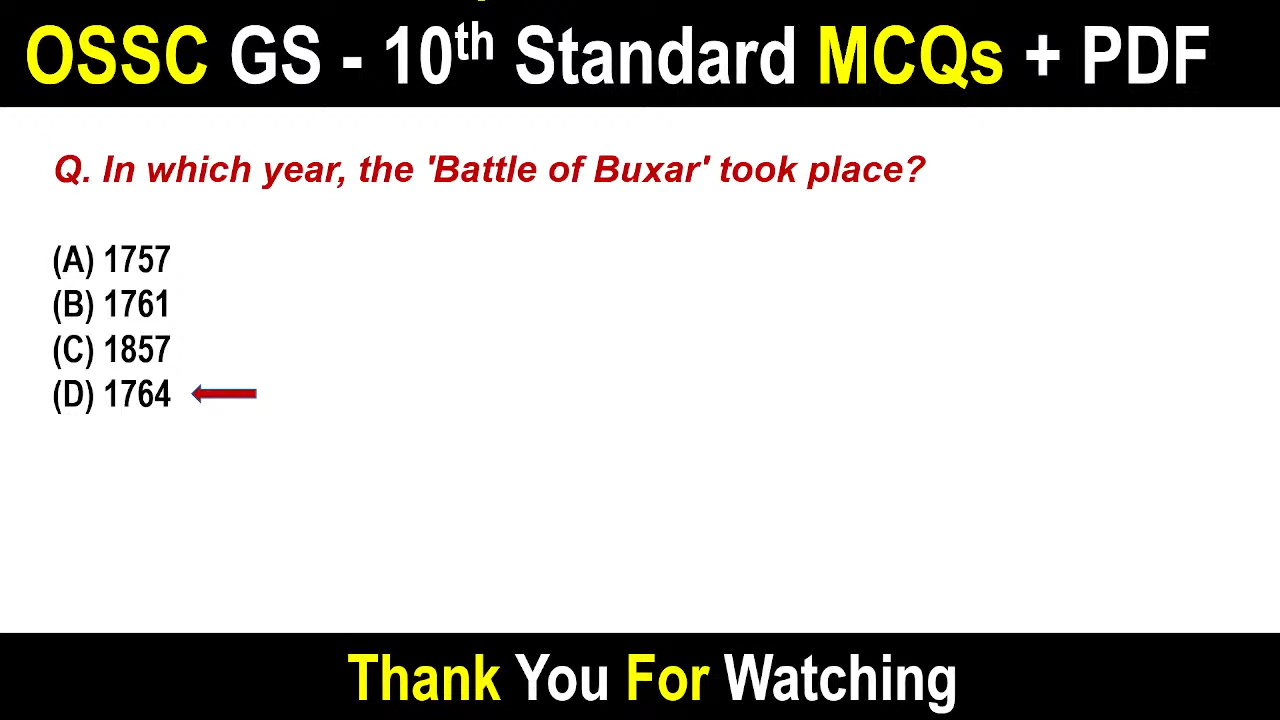 OSSC GS - 10th Standard MCQs + PDF
Q. In which year, the 'Battle of Buxar' took place?
(A) 1757
(B) 1761
(C) 1857
(D) 1764
Thank You For Watching